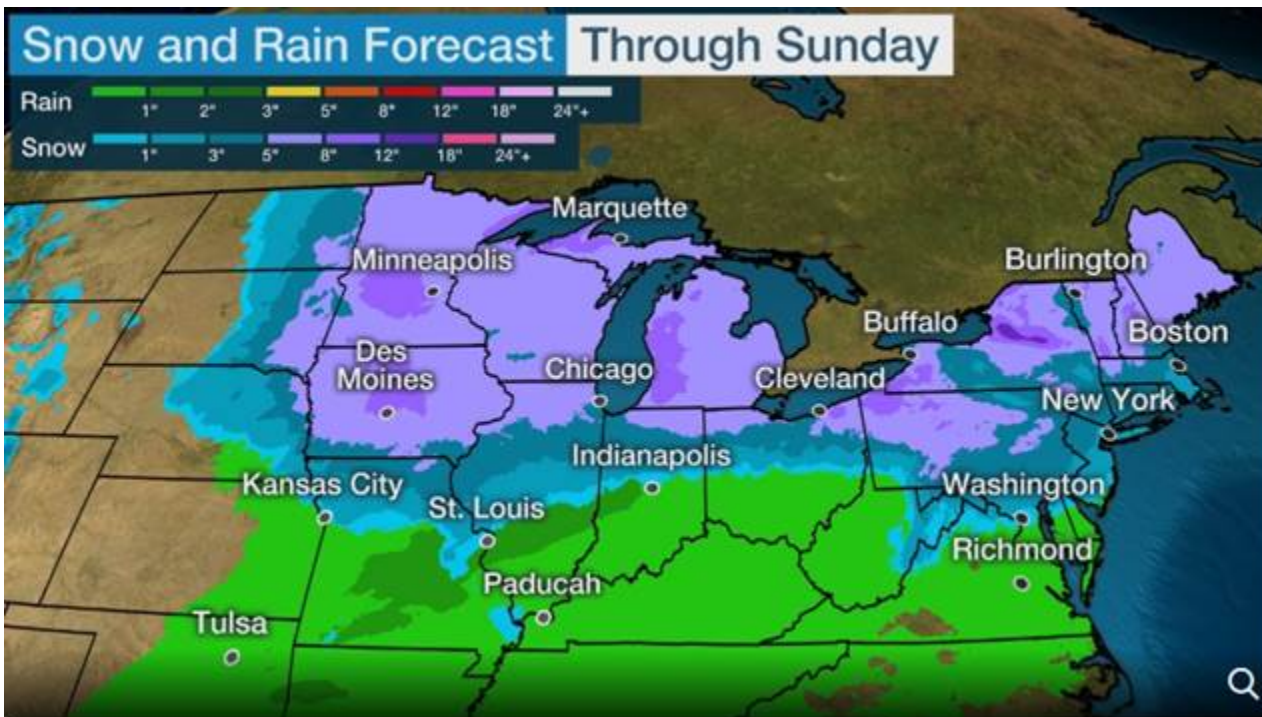 Snow and Rain Forecast Through Sunday
Rain 1" 2" 3" 5" 8" 12" 18" 24"+
Snow 1" 3" 5" 8" 12" 18" 24"+
Marquette
Minneapolis
Burlington
Buffalo
Boston
Des
Moines
Chicago
Cleveland
New York
Indianapolis
Kansas City
Washington
St. Louis
Richmond
Paducah
Tulsa